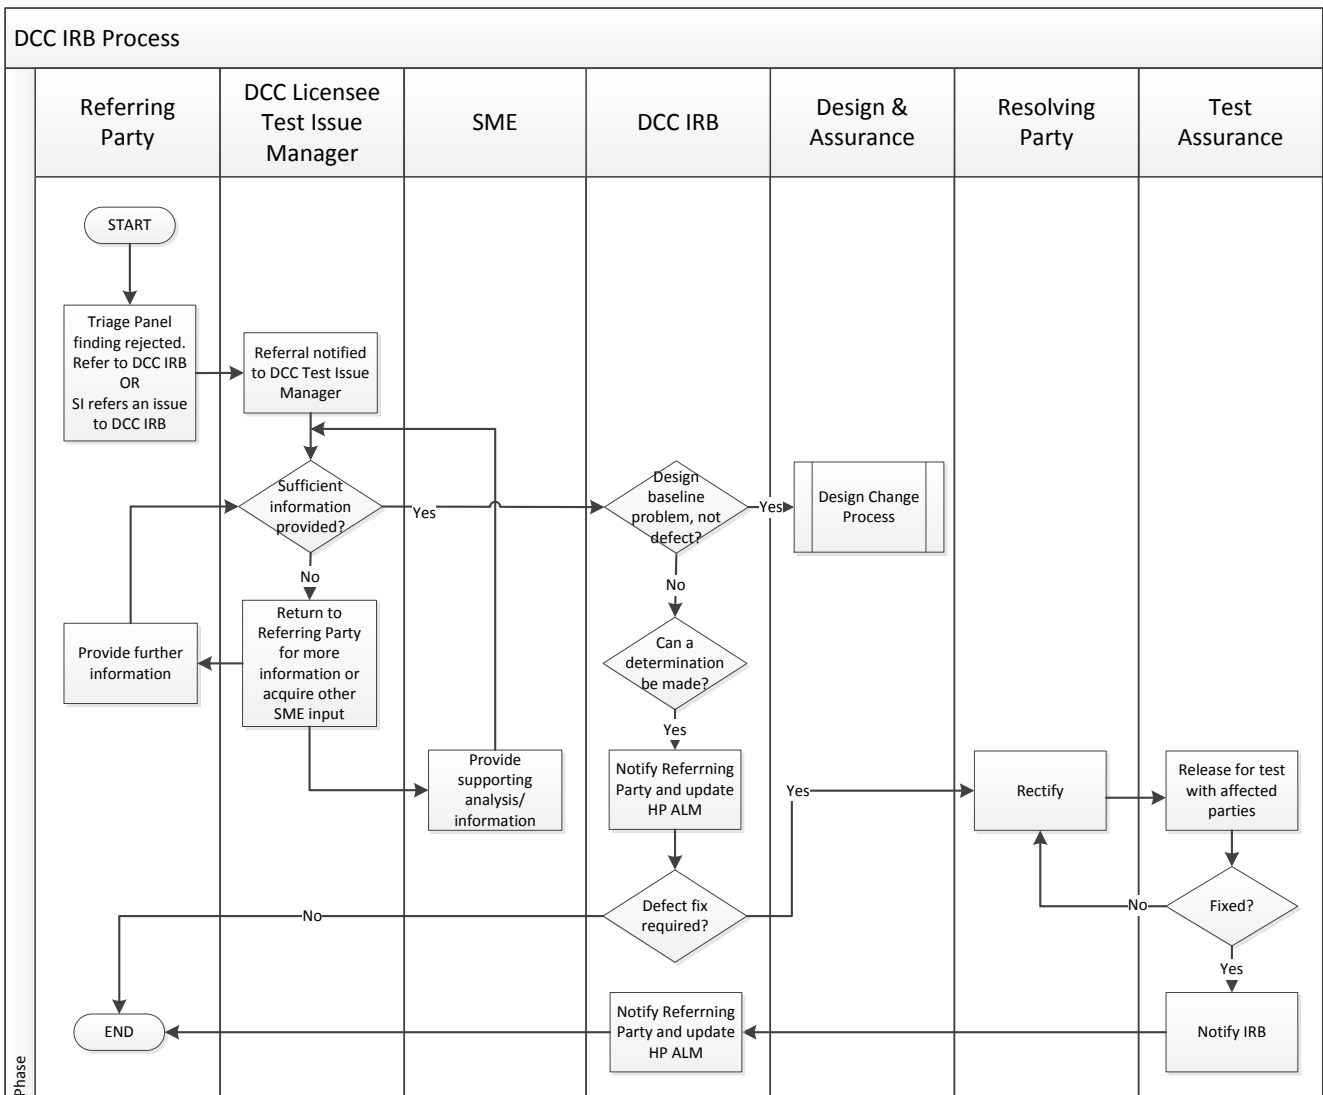 DCC IRB Process
Referring
Party
DCC Licensee
Test Issue
Manager
SME
DCC IRB
Design &
Assurance
Resolving
Party
Test
Assurance
START
Triage Panel
finding rejected.
Refer to DCC IRB
OR
SI refers an issue
to DCC IRB
Referral notified
to DCC Test Issue
Manager
Sufficient
information
provided?
Yes
Design
baseline
problem, not
defect?
Yes
Design Change
Process
No
No
Return to
Referring Party
for more
information or
acquire other
SME input
Provide further
information
Can a
determination
be made?
Yes
Provide
supporting
analysis/
information
Notify Referrning
Party and update
HP ALM
Yes
Rectify
Release for test
with affected
parties
No
Defect fix
required?
No
Fixed?
Yes
END
Notify Referrning
Party and update
HP ALM
Notify IRB
Phase